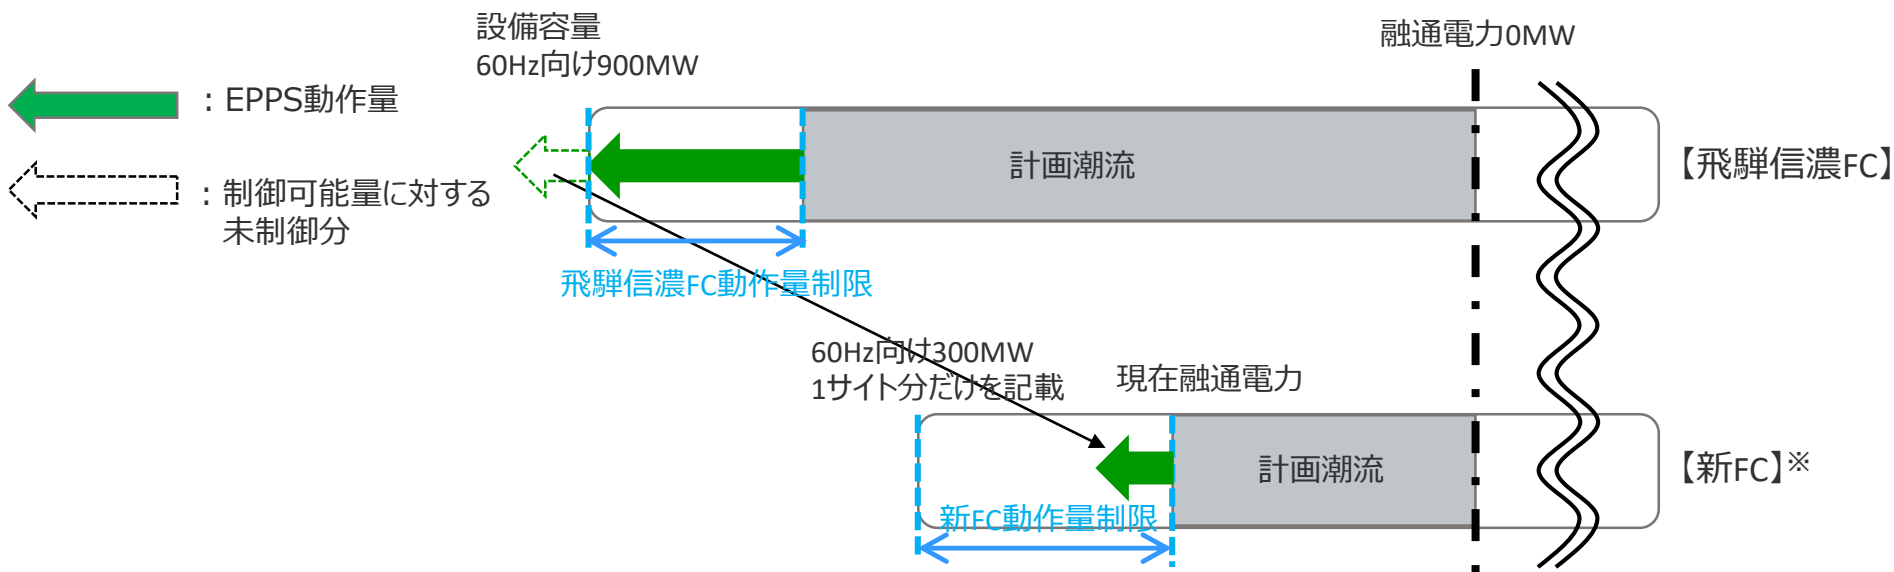 設備容量
60Hz向け900MW
融通電力0MW
：EPPS動作量
：制御可能量に対する
未制御分
計画潮流
【飛騨信濃FC】
飛騨信濃FC動作量制限
60Hz向け300MW
1サイト分だけを記載
現在融通電力
計画潮流
【新FC】※
新FC動作量制限